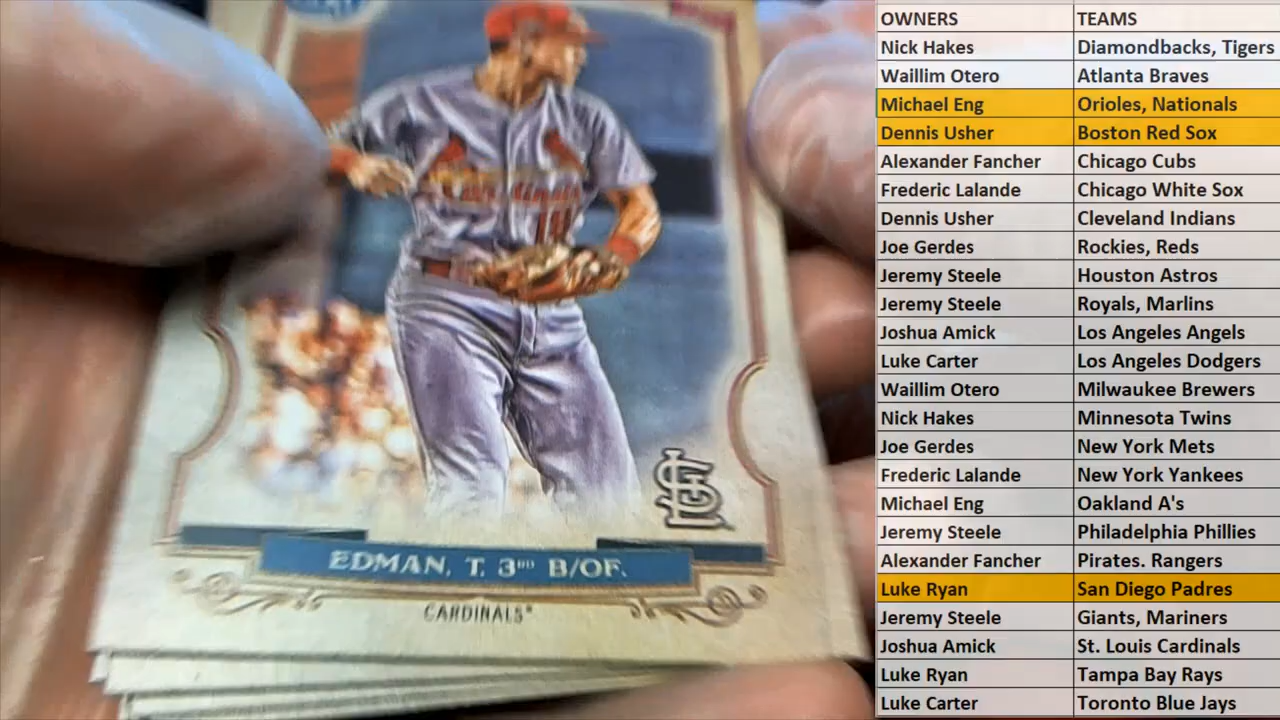 EDMAN, T. 3RD B/OF.
CARDINALS®
Cardinals
OWNERS TEAMS
Nick Hakes Diamondbacks, Tigers
Waillim Otero Atlanta Braves
Michael Eng Orioles, Nationals
Dennis Usher Boston Red Sox
Alexander Fancher Chicago Cubs
Frederic Lalande Chicago White Sox
Dennis Usher Cleveland Indians
Joe Gerdes Rockies, Reds
Jeremy Steele Houston Astros
Jeremy Steele Royals, Marlins
Joshua Amick Los Angeles Angels
Luke Carter Los Angeles Dodgers
Waillim Otero Milwaukee Brewers
Nick Hakes Minnesota Twins
Joe Gerdes New York Mets
Frederic Lalande New York Yankees
Michael Eng Oakland A's
Jeremy Steele Philadelphia Phillies
Alexander Fancher Pirates. Rangers
Luke Ryan San Diego Padres
Jeremy Steele Giants, Mariners
Joshua Amick St. Louis Cardinals
Luke Ryan Tampa Bay Rays
Luke Carter Toronto Blue Jays